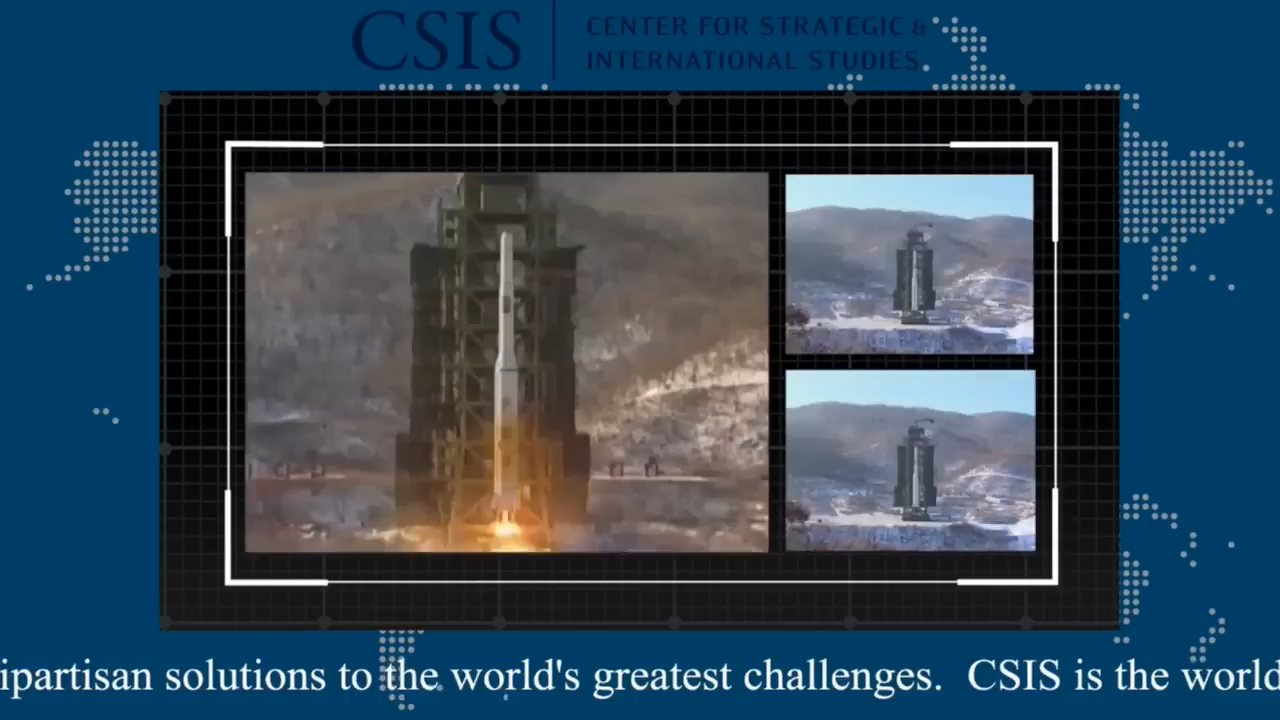 CSIS
CENTER FOR STRATEGIC &
INTERNATIONAL STUDIES
ipartisan solutions to the world's greatest challenges. CSIS is the world